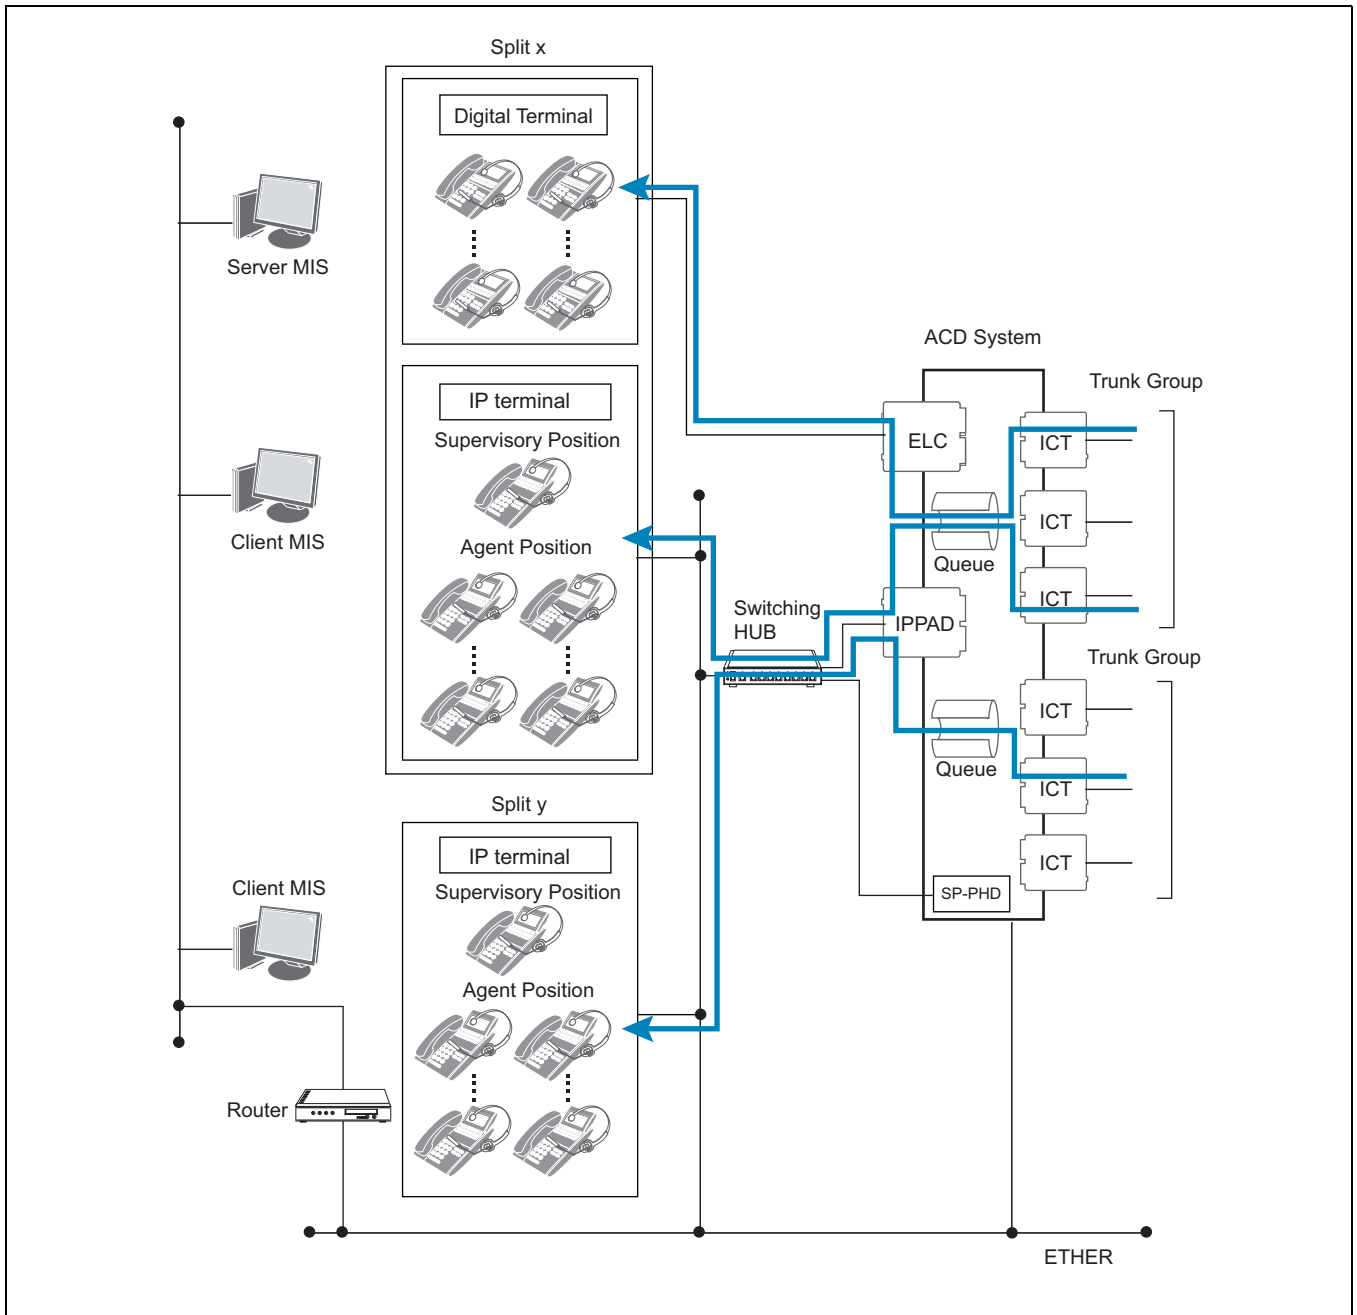 Split x
Digital Terminal
Server MIS
ACD System
Trunk Group
IP terminal
Supervisory Position
ELC
ICT
Client MIS
Agent Position
ICT
Queue
ICT
Switching
HUB
IPPAD
Trunk Group
ICT
Queue
ICT
Split y
IP terminal
ICT
Client MIS
Supervisory Position
SP-PHD
Agent Position
Router
ETHER